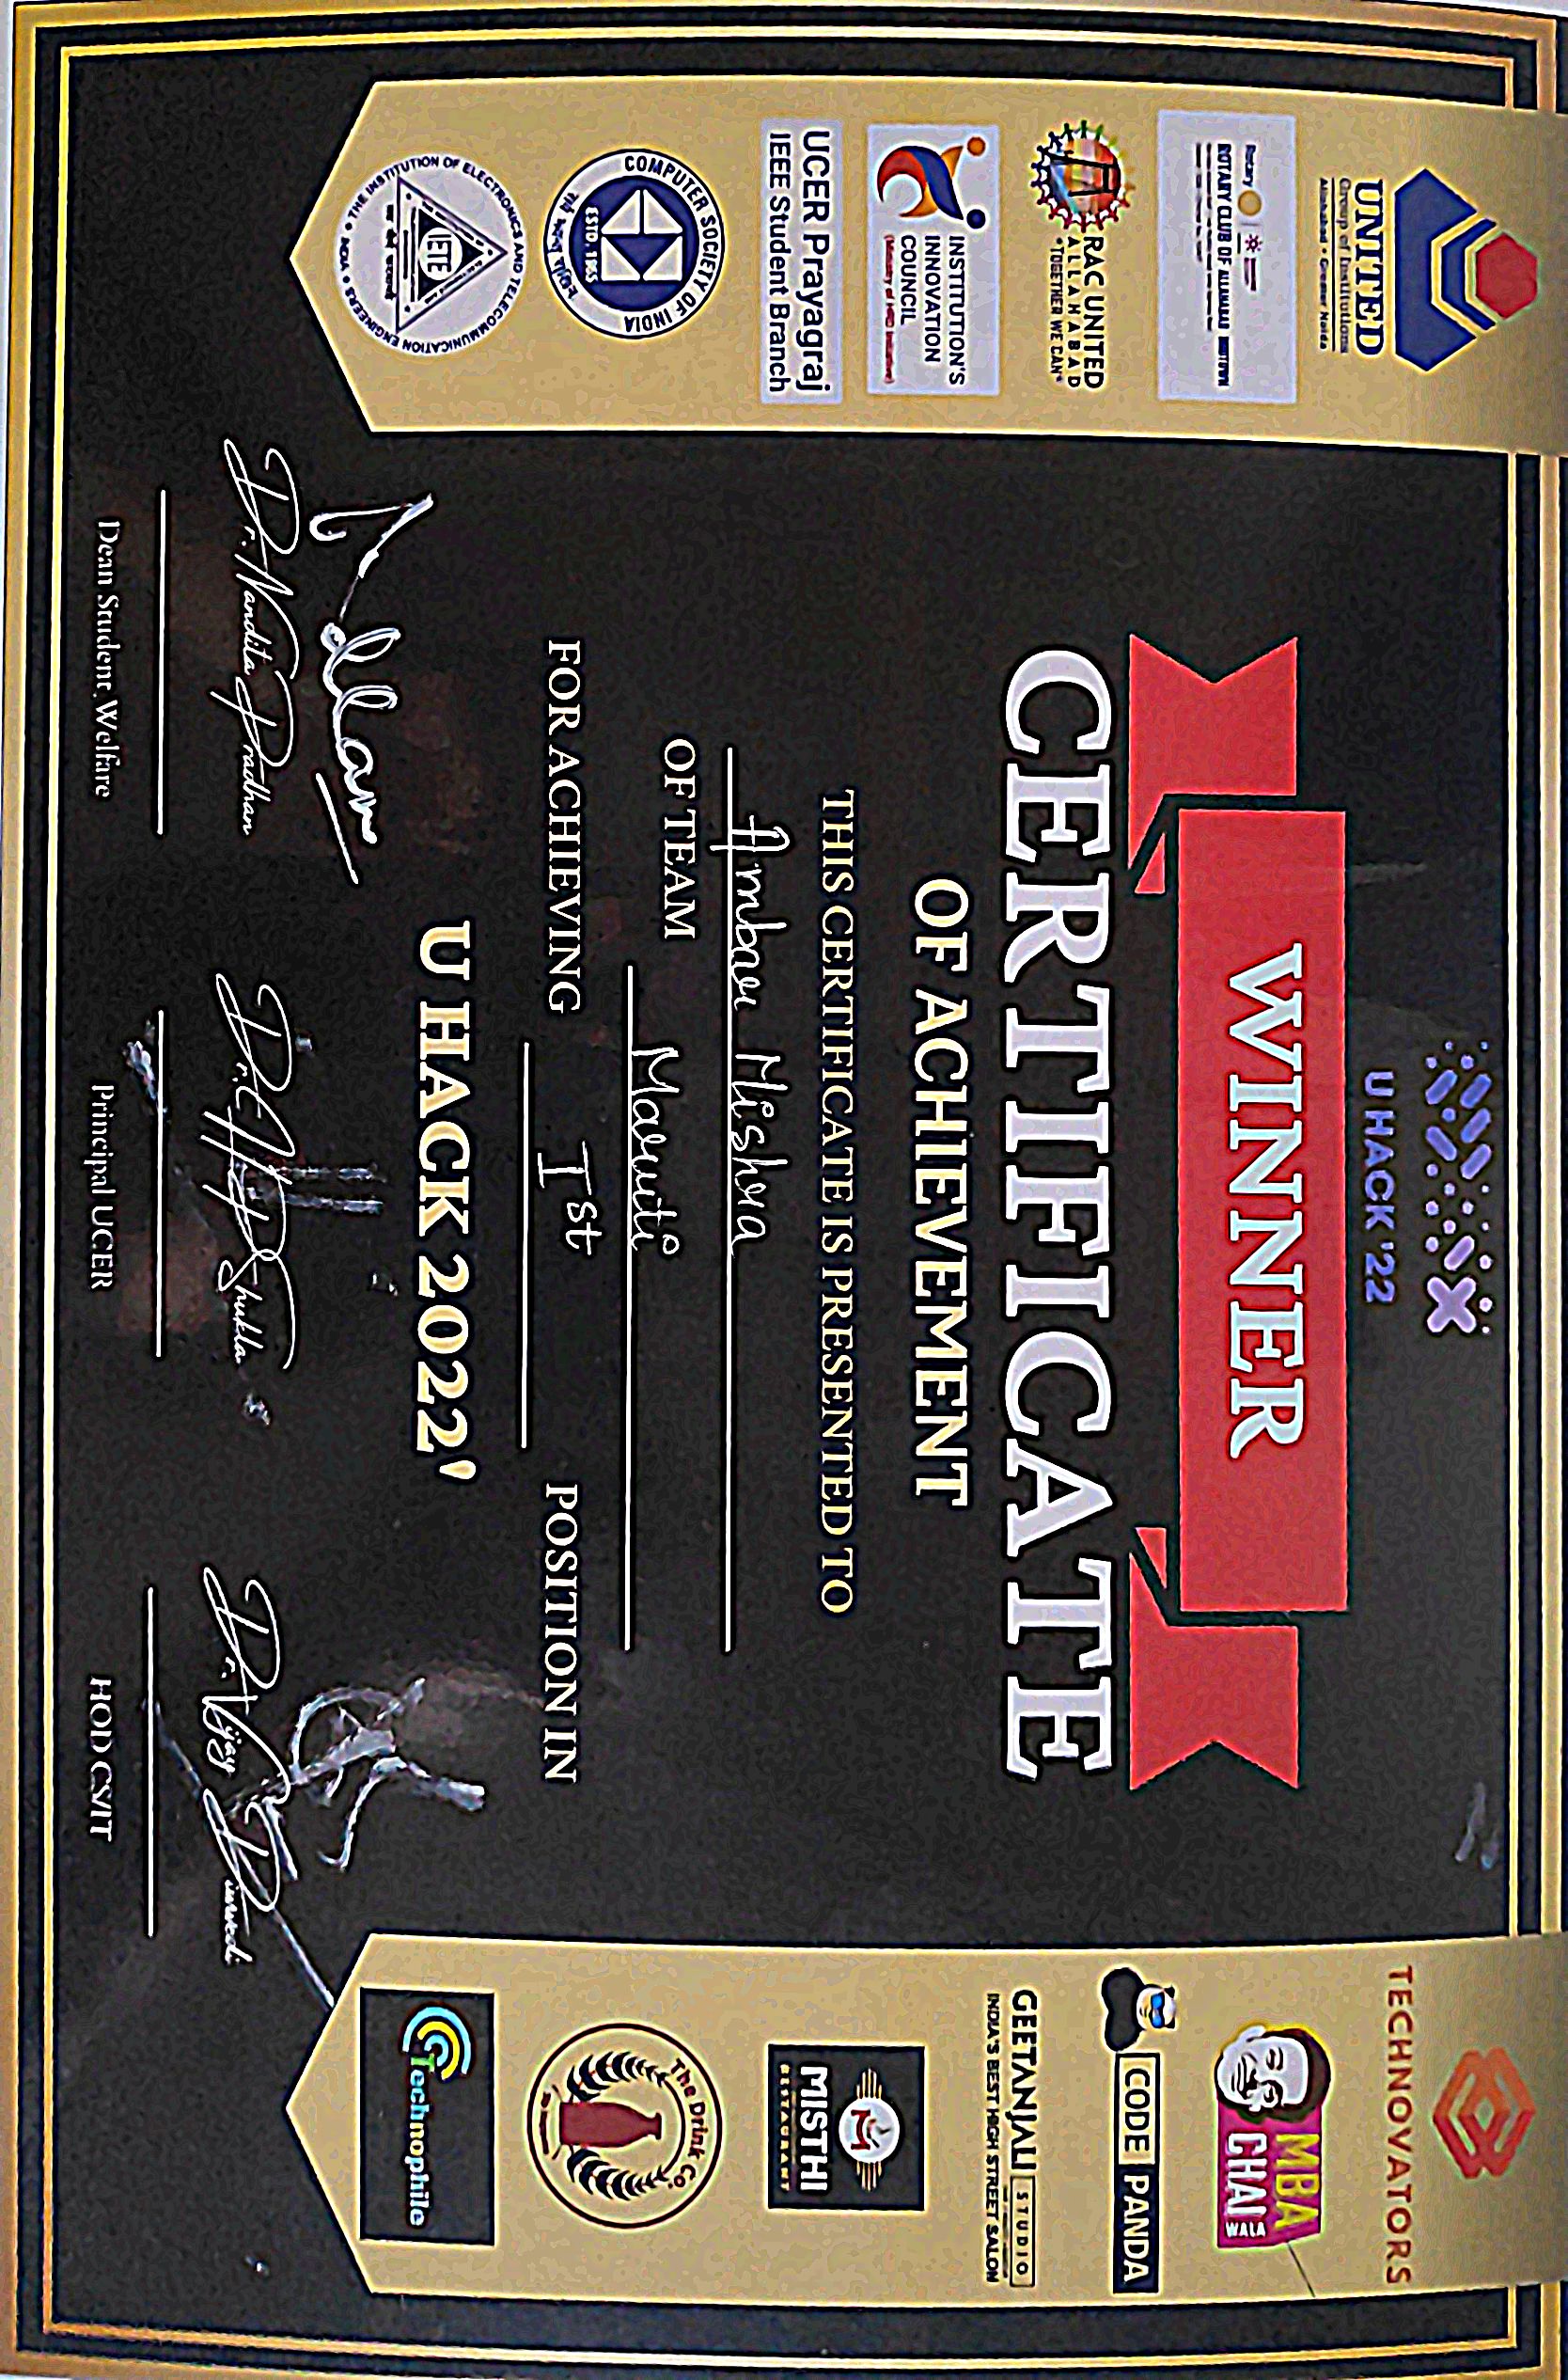 UNITED
Group of Institutions
Allahabad • Greater Noida
Rotary
ROTARY CLUB OF ALLAHABAD MIDTOWN
RAC UNITED
ALLAHABAD
"TOGETHER WE CAN"
INSTITUTION'S
INNOVATION
COUNCIL
(Ministry of HRD Initiative)
UCER Prayagraj
IEEE Student Branch
COMPUTER SOCIETY OF INDIA
ESTD. 1965
THE INSTITUTION OF ELECTRONICS AND TELECOMMUNICATION ENGINEERS • INDIA •
IETE
U HACK '22
WINNER
CERTIFICATE
OF ACHIEVEMENT
THIS CERTIFICATE IS PRESENTED TO
Ambar Mishra
OF TEAM Maruti
FOR ACHIEVING Ist POSITION IN
U HACK 2022'
Dr. Nandita Pradhan
Dr. H P Shukla
Dr. Vijay Dwivedi
Dean Student Welfare
Principal UCER
HOD CS/IT
TECHNOVATORS
MBA
CHAI
WALA
CODE PANDA
GEETANJALI STUDIO
INDIA'S BEST HIGH STREET SALON
MISTHI
RESTAURANT
The Drink Co.
Technophile